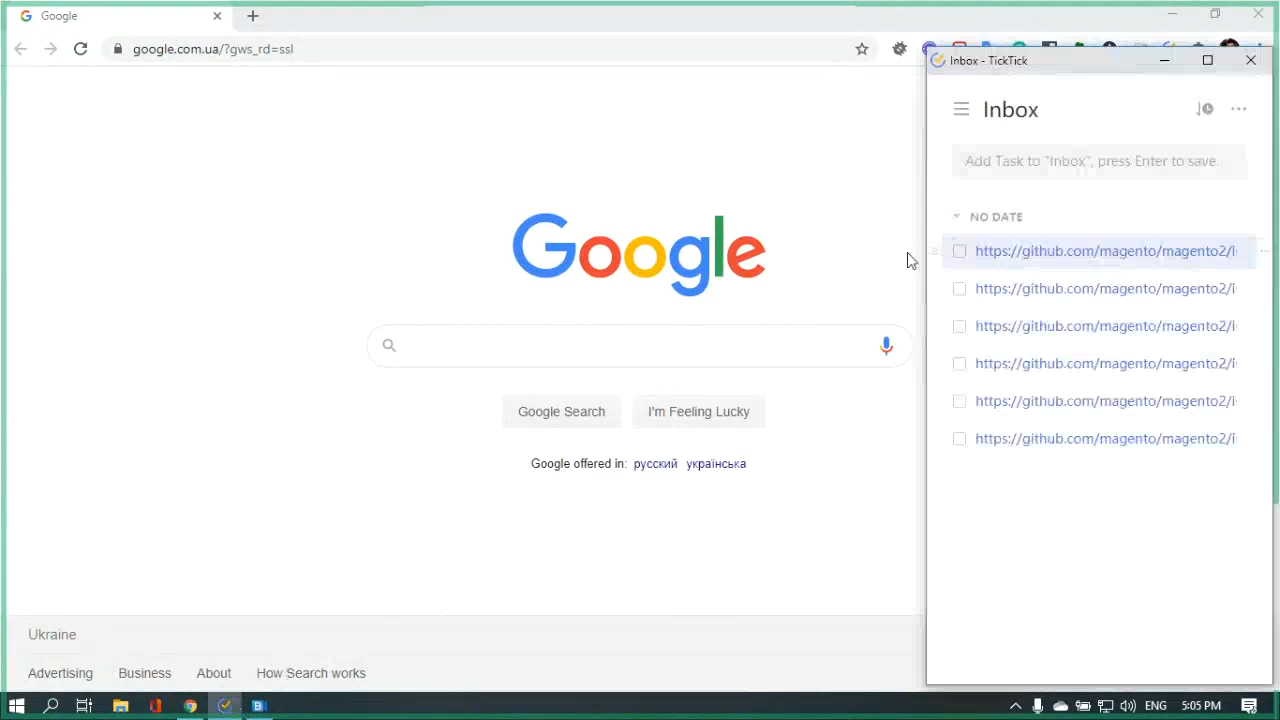 Google
google.com.ua/?gws_rd=ssl
Inbox - TickTick
Inbox
Add Task to "Inbox", press Enter to save.
NO DATE
https://github.com/magento/magento2/i
https://github.com/magento/magento2/i
https://github.com/magento/magento2/i
https://github.com/magento/magento2/i
https://github.com/magento/magento2/i
https://github.com/magento/magento2/i
Google
Google Search I'm Feeling Lucky
Google offered in: русский українська
Ukraine
Advertising Business About How Search works
ENG 5:05 PM